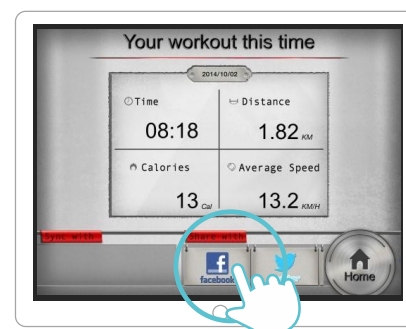 Your workout this time
2014/10/02
Time
Distance
08:18
1.82 KM
Calories
Average Speed
13 Cal
13.2 KM/H
Sync with
Share with
f
facebook
Home